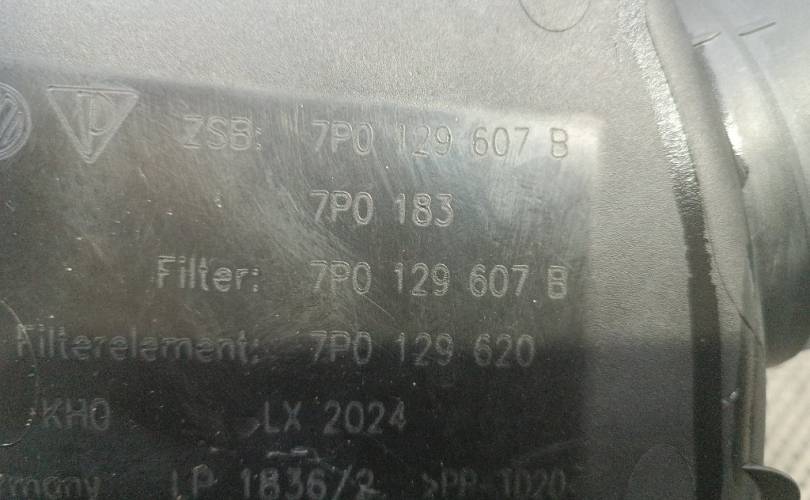 ZSB: 7P0 129 607 B
7P0 183
Filter: 7P0 129 607 B
Filterelement: 7P0 129 620
KHO LX 2024
LP 1836/2 >PP-TD20